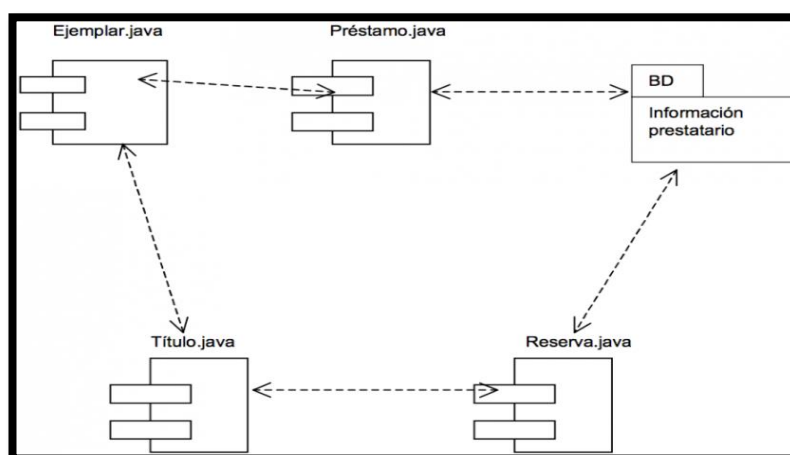 Ejemplar.java
Préstamo.java
BD
Información
prestatario
Título.java
Reserva.java